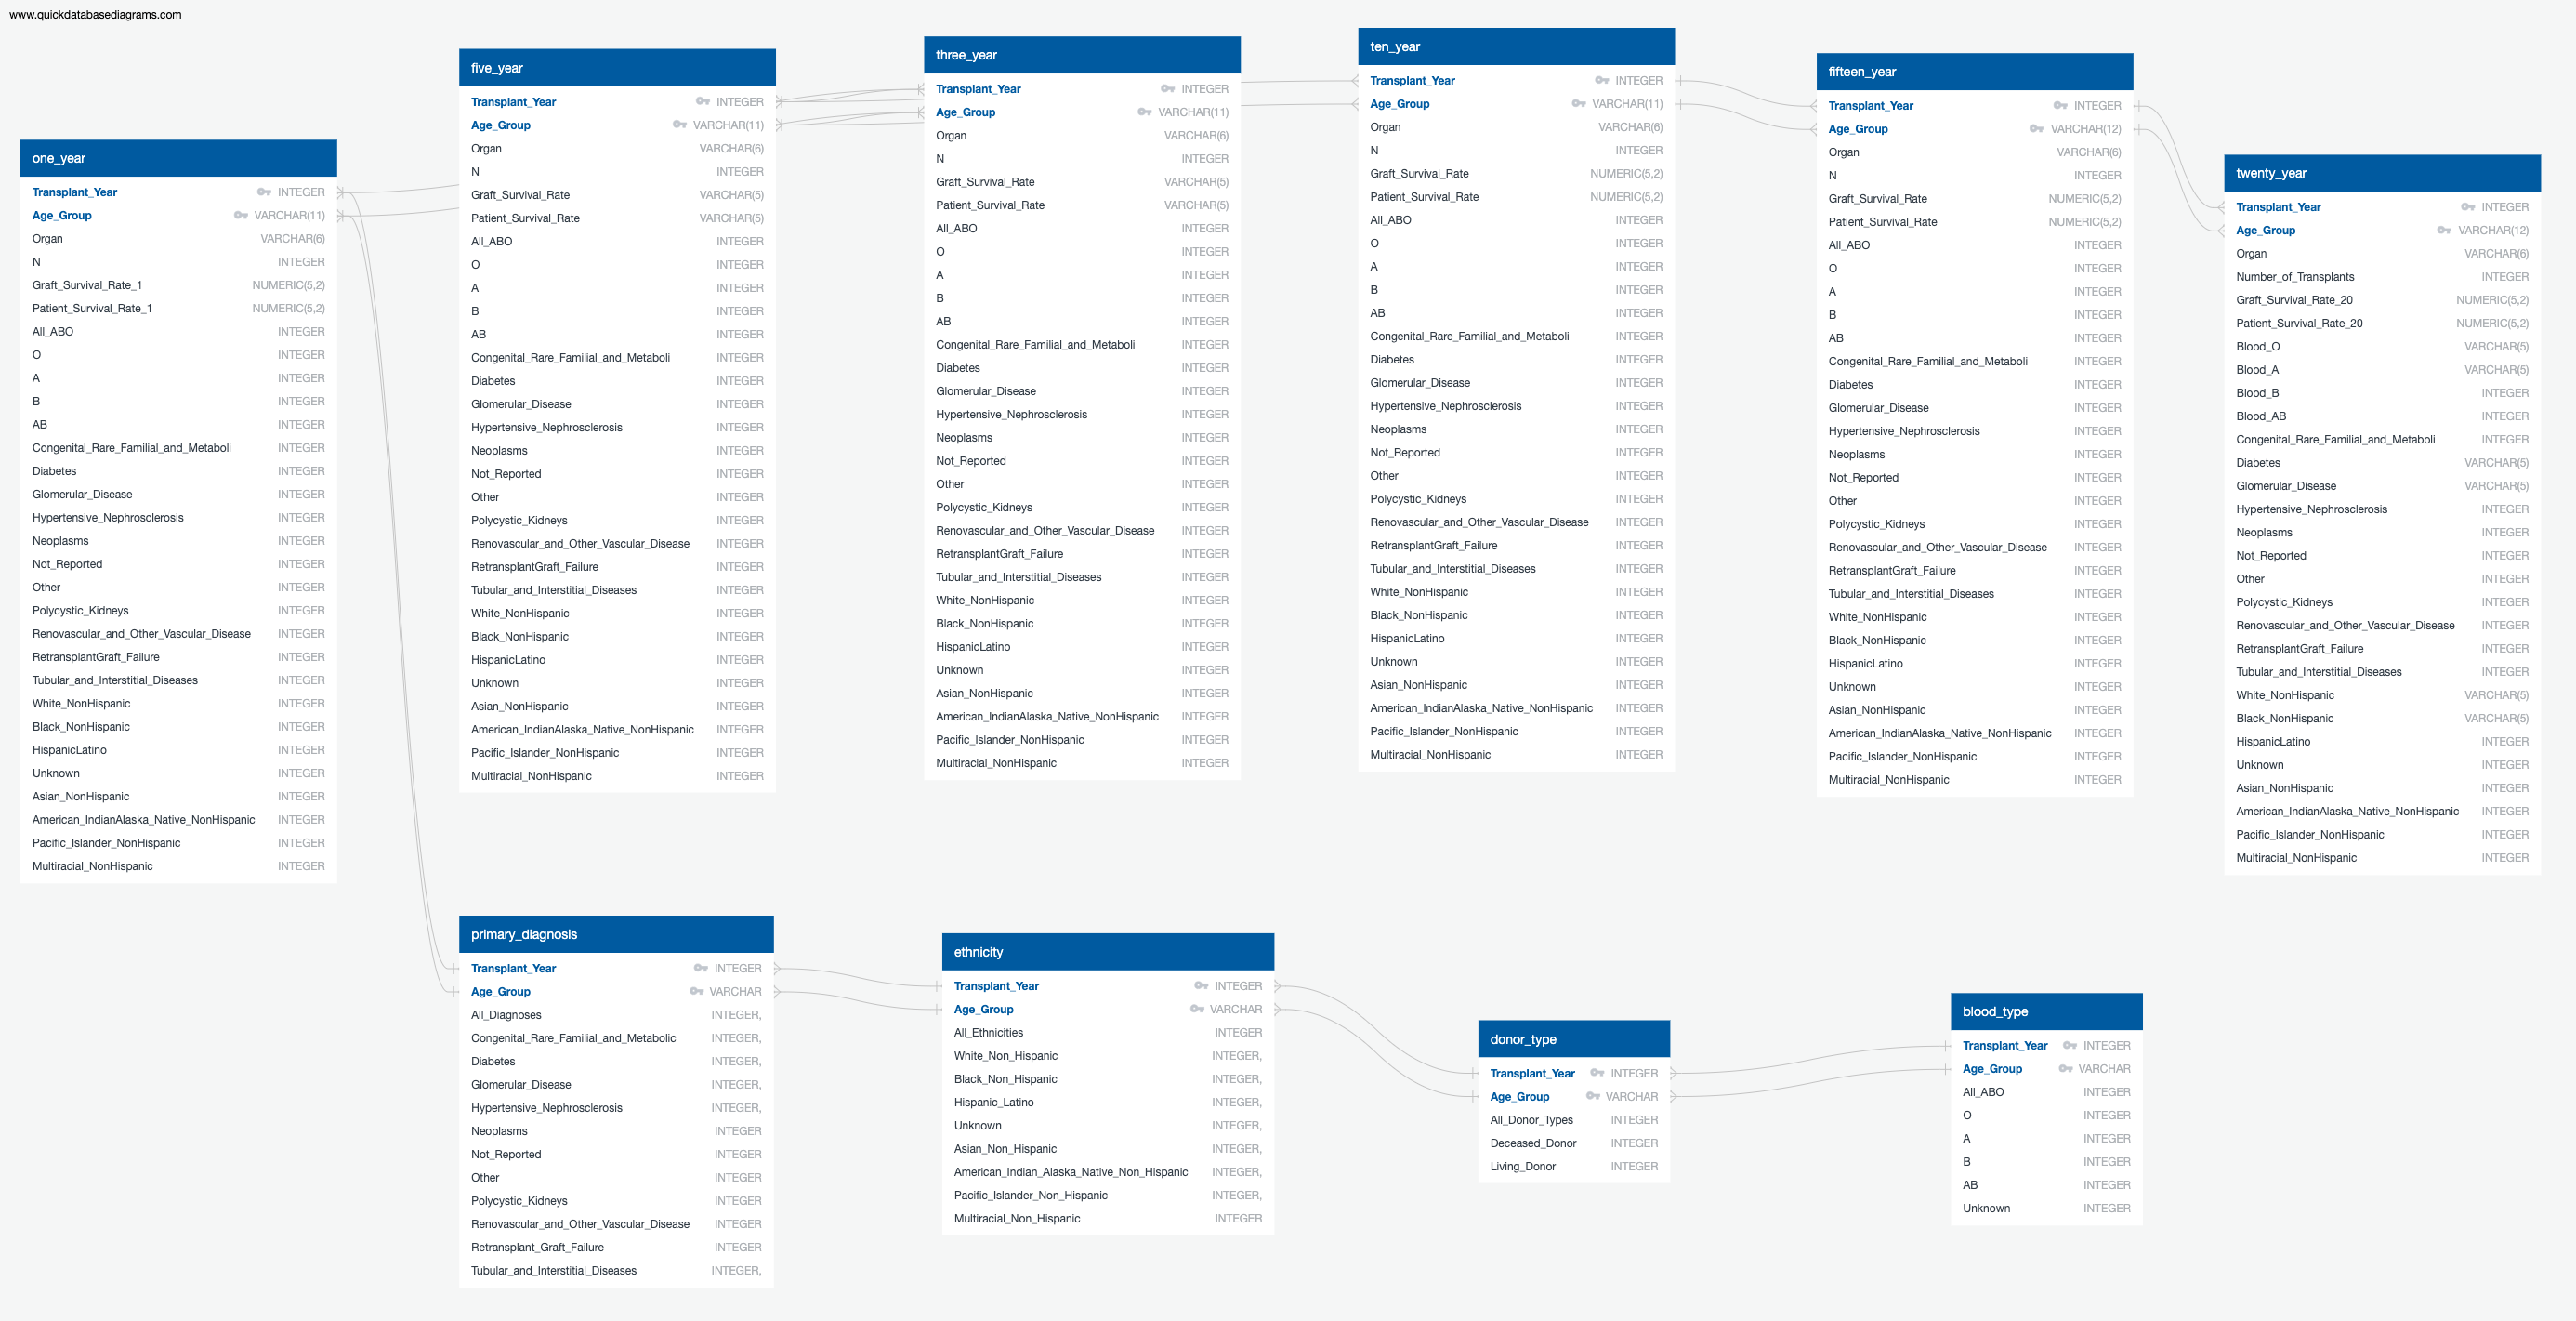 www.quickdatabasediagrams.com
one_year
Transplant_Year INTEGER
Age_Group VARCHAR(11)
Organ VARCHAR(6)
N INTEGER
Graft_Survival_Rate_1 NUMERIC(5,2)
Patient_Survival_Rate_1 NUMERIC(5,2)
All_ABO INTEGER
O INTEGER
A INTEGER
B INTEGER
AB INTEGER
Congenital_Rare_Familial_and_Metaboli INTEGER
Diabetes INTEGER
Glomerular_Disease INTEGER
Hypertensive_Nephrosclerosis INTEGER
Neoplasms INTEGER
Not_Reported INTEGER
Other INTEGER
Polycystic_Kidneys INTEGER
Renovascular_and_Other_Vascular_Disease INTEGER
RetransplantGraft_Failure INTEGER
Tubular_and_Interstitial_Diseases INTEGER
White_NonHispanic INTEGER
Black_NonHispanic INTEGER
HispanicLatino INTEGER
Unknown INTEGER
Asian_NonHispanic INTEGER
American_IndianAlaska_Native_NonHispanic INTEGER
Pacific_Islander_NonHispanic INTEGER
Multiracial_NonHispanic INTEGER
five_year
Transplant_Year INTEGER
Age_Group VARCHAR(11)
Organ VARCHAR(6)
N INTEGER
Graft_Survival_Rate VARCHAR(5)
Patient_Survival_Rate VARCHAR(5)
All_ABO INTEGER
O INTEGER
A INTEGER
B INTEGER
AB INTEGER
Congenital_Rare_Familial_and_Metaboli INTEGER
Diabetes INTEGER
Glomerular_Disease INTEGER
Hypertensive_Nephrosclerosis INTEGER
Neoplasms INTEGER
Not_Reported INTEGER
Other INTEGER
Polycystic_Kidneys INTEGER
Renovascular_and_Other_Vascular_Disease INTEGER
RetransplantGraft_Failure INTEGER
Tubular_and_Interstitial_Diseases INTEGER
White_NonHispanic INTEGER
Black_NonHispanic INTEGER
HispanicLatino INTEGER
Unknown INTEGER
Asian_NonHispanic INTEGER
American_IndianAlaska_Native_NonHispanic INTEGER
Pacific_Islander_NonHispanic INTEGER
Multiracial_NonHispanic INTEGER
three_year
Transplant_Year INTEGER
Age_Group VARCHAR(11)
Organ VARCHAR(6)
N INTEGER
Graft_Survival_Rate VARCHAR(5)
Patient_Survival_Rate VARCHAR(5)
All_ABO INTEGER
O INTEGER
A INTEGER
B INTEGER
AB INTEGER
Congenital_Rare_Familial_and_Metaboli INTEGER
Diabetes INTEGER
Glomerular_Disease INTEGER
Hypertensive_Nephrosclerosis INTEGER
Neoplasms INTEGER
Not_Reported INTEGER
Other INTEGER
Polycystic_Kidneys INTEGER
Renovascular_and_Other_Vascular_Disease INTEGER
RetransplantGraft_Failure INTEGER
Tubular_and_Interstitial_Diseases INTEGER
White_NonHispanic INTEGER
Black_NonHispanic INTEGER
HispanicLatino INTEGER
Unknown INTEGER
Asian_NonHispanic INTEGER
American_IndianAlaska_Native_NonHispanic INTEGER
Pacific_Islander_NonHispanic INTEGER
Multiracial_NonHispanic INTEGER
ten_year
Transplant_Year INTEGER
Age_Group VARCHAR(11)
Organ VARCHAR(6)
N INTEGER
Graft_Survival_Rate NUMERIC(5,2)
Patient_Survival_Rate NUMERIC(5,2)
All_ABO INTEGER
O INTEGER
A INTEGER
B INTEGER
AB INTEGER
Congenital_Rare_Familial_and_Metaboli INTEGER
Diabetes INTEGER
Glomerular_Disease INTEGER
Hypertensive_Nephrosclerosis INTEGER
Neoplasms INTEGER
Not_Reported INTEGER
Other INTEGER
Polycystic_Kidneys INTEGER
Renovascular_and_Other_Vascular_Disease INTEGER
RetransplantGraft_Failure INTEGER
Tubular_and_Interstitial_Diseases INTEGER
White_NonHispanic INTEGER
Black_NonHispanic INTEGER
HispanicLatino INTEGER
Unknown INTEGER
Asian_NonHispanic INTEGER
American_IndianAlaska_Native_NonHispanic INTEGER
Pacific_Islander_NonHispanic INTEGER
Multiracial_NonHispanic INTEGER
fifteen_year
Transplant_Year INTEGER
Age_Group VARCHAR(12)
Organ VARCHAR(6)
N INTEGER
Graft_Survival_Rate NUMERIC(5,2)
Patient_Survival_Rate NUMERIC(5,2)
All_ABO INTEGER
O INTEGER
A INTEGER
B INTEGER
AB INTEGER
Congenital_Rare_Familial_and_Metaboli INTEGER
Diabetes INTEGER
Glomerular_Disease INTEGER
Hypertensive_Nephrosclerosis INTEGER
Neoplasms INTEGER
Not_Reported INTEGER
Other INTEGER
Polycystic_Kidneys INTEGER
Renovascular_and_Other_Vascular_Disease INTEGER
RetransplantGraft_Failure INTEGER
Tubular_and_Interstitial_Diseases INTEGER
White_NonHispanic INTEGER
Black_NonHispanic INTEGER
HispanicLatino INTEGER
Unknown INTEGER
Asian_NonHispanic INTEGER
American_IndianAlaska_Native_NonHispanic INTEGER
Pacific_Islander_NonHispanic INTEGER
Multiracial_NonHispanic INTEGER
twenty_year
Transplant_Year INTEGER
Age_Group VARCHAR(12)
Organ VARCHAR(6)
Number_of_Transplants INTEGER
Graft_Survival_Rate_20 NUMERIC(5,2)
Patient_Survival_Rate_20 NUMERIC(5,2)
Blood_O VARCHAR(5)
Blood_A VARCHAR(5)
Blood_B INTEGER
Blood_AB INTEGER
Congenital_Rare_Familial_and_Metaboli INTEGER
Diabetes VARCHAR(5)
Glomerular_Disease VARCHAR(5)
Hypertensive_Nephrosclerosis INTEGER
Neoplasms INTEGER
Not_Reported INTEGER
Other INTEGER
Polycystic_Kidneys INTEGER
Renovascular_and_Other_Vascular_Disease INTEGER
RetransplantGraft_Failure INTEGER
Tubular_and_Interstitial_Diseases INTEGER
White_NonHispanic VARCHAR(5)
Black_NonHispanic VARCHAR(5)
HispanicLatino INTEGER
Unknown INTEGER
Asian_NonHispanic INTEGER
American_IndianAlaska_Native_NonHispanic INTEGER
Pacific_Islander_NonHispanic INTEGER
Multiracial_NonHispanic INTEGER
primary_diagnosis
Transplant_Year INTEGER
Age_Group VARCHAR
All_Diagnoses INTEGER,
Congenital_Rare_Familial_and_Metabolic INTEGER,
Diabetes INTEGER,
Glomerular_Disease INTEGER,
Hypertensive_Nephrosclerosis INTEGER,
Neoplasms INTEGER
Not_Reported INTEGER
Other INTEGER
Polycystic_Kidneys INTEGER
Renovascular_and_Other_Vascular_Disease INTEGER
Retransplant_Graft_Failure INTEGER
Tubular_and_Interstitial_Diseases INTEGER,
ethnicity
Transplant_Year INTEGER
Age_Group VARCHAR
All_Ethnicities INTEGER
White_Non_Hispanic INTEGER,
Black_Non_Hispanic INTEGER,
Hispanic_Latino INTEGER,
Unknown INTEGER,
Asian_Non_Hispanic INTEGER,
American_Indian_Alaska_Native_Non_Hispanic INTEGER,
Pacific_Islander_Non_Hispanic INTEGER,
Multiracial_Non_Hispanic INTEGER
donor_type
Transplant_Year INTEGER
Age_Group VARCHAR
All_Donor_Types INTEGER
Deceased_Donor INTEGER
Living_Donor INTEGER
blood_type
Transplant_Year INTEGER
Age_Group VARCHAR
All_ABO INTEGER
O INTEGER
A INTEGER
B INTEGER
AB INTEGER
Unknown INTEGER